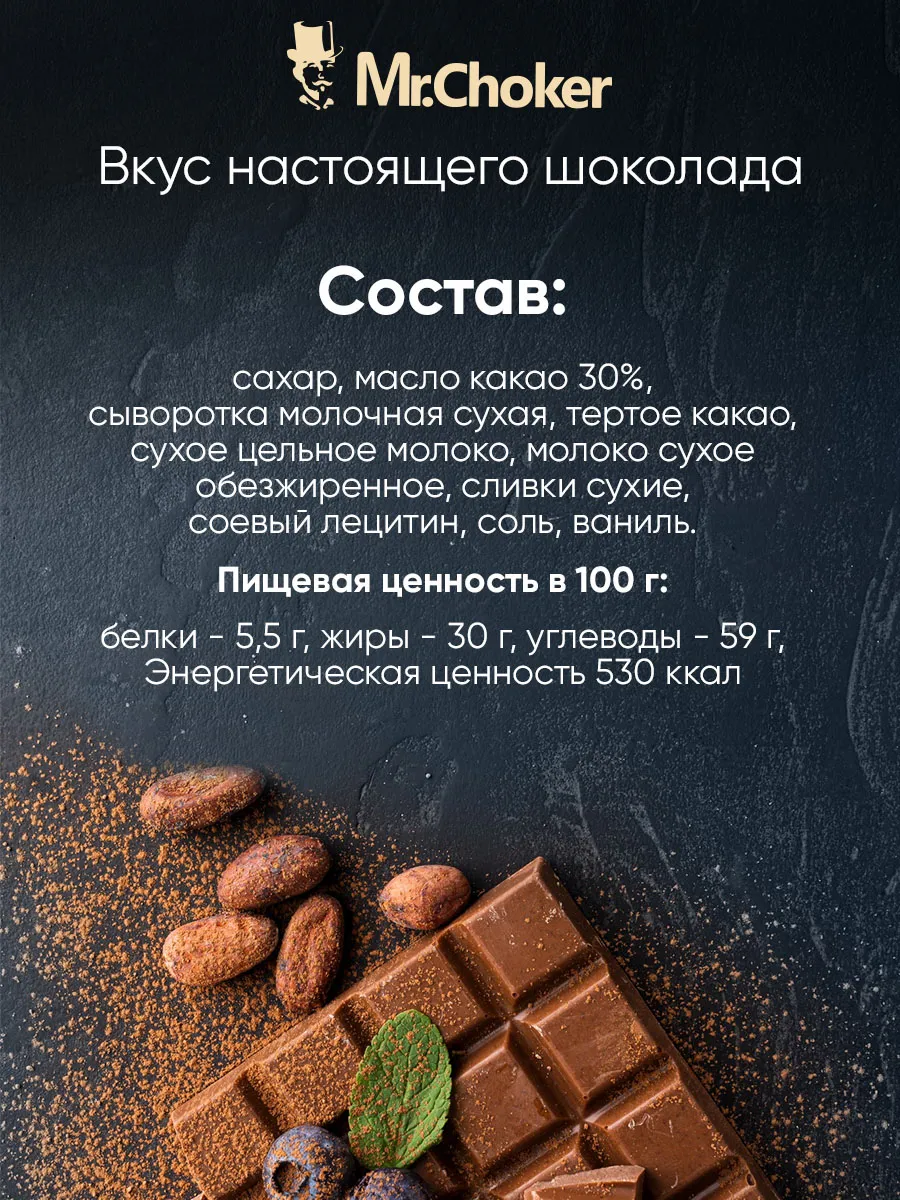 Mr.Choker
Вкус настоящего шоколада
Состав:
сахар, масло какао 30%,
сыворотка молочная сухая, тертое какао,
сухое цельное молоко, молоко сухое
обезжиренное, сливки сухие,
соевый лецитин, соль, ваниль.
Пищевая ценность в 100 г:
белки - 5,5 г, жиры - 30 г, углеводы - 59 г,
Энергетическая ценность 530 ккал